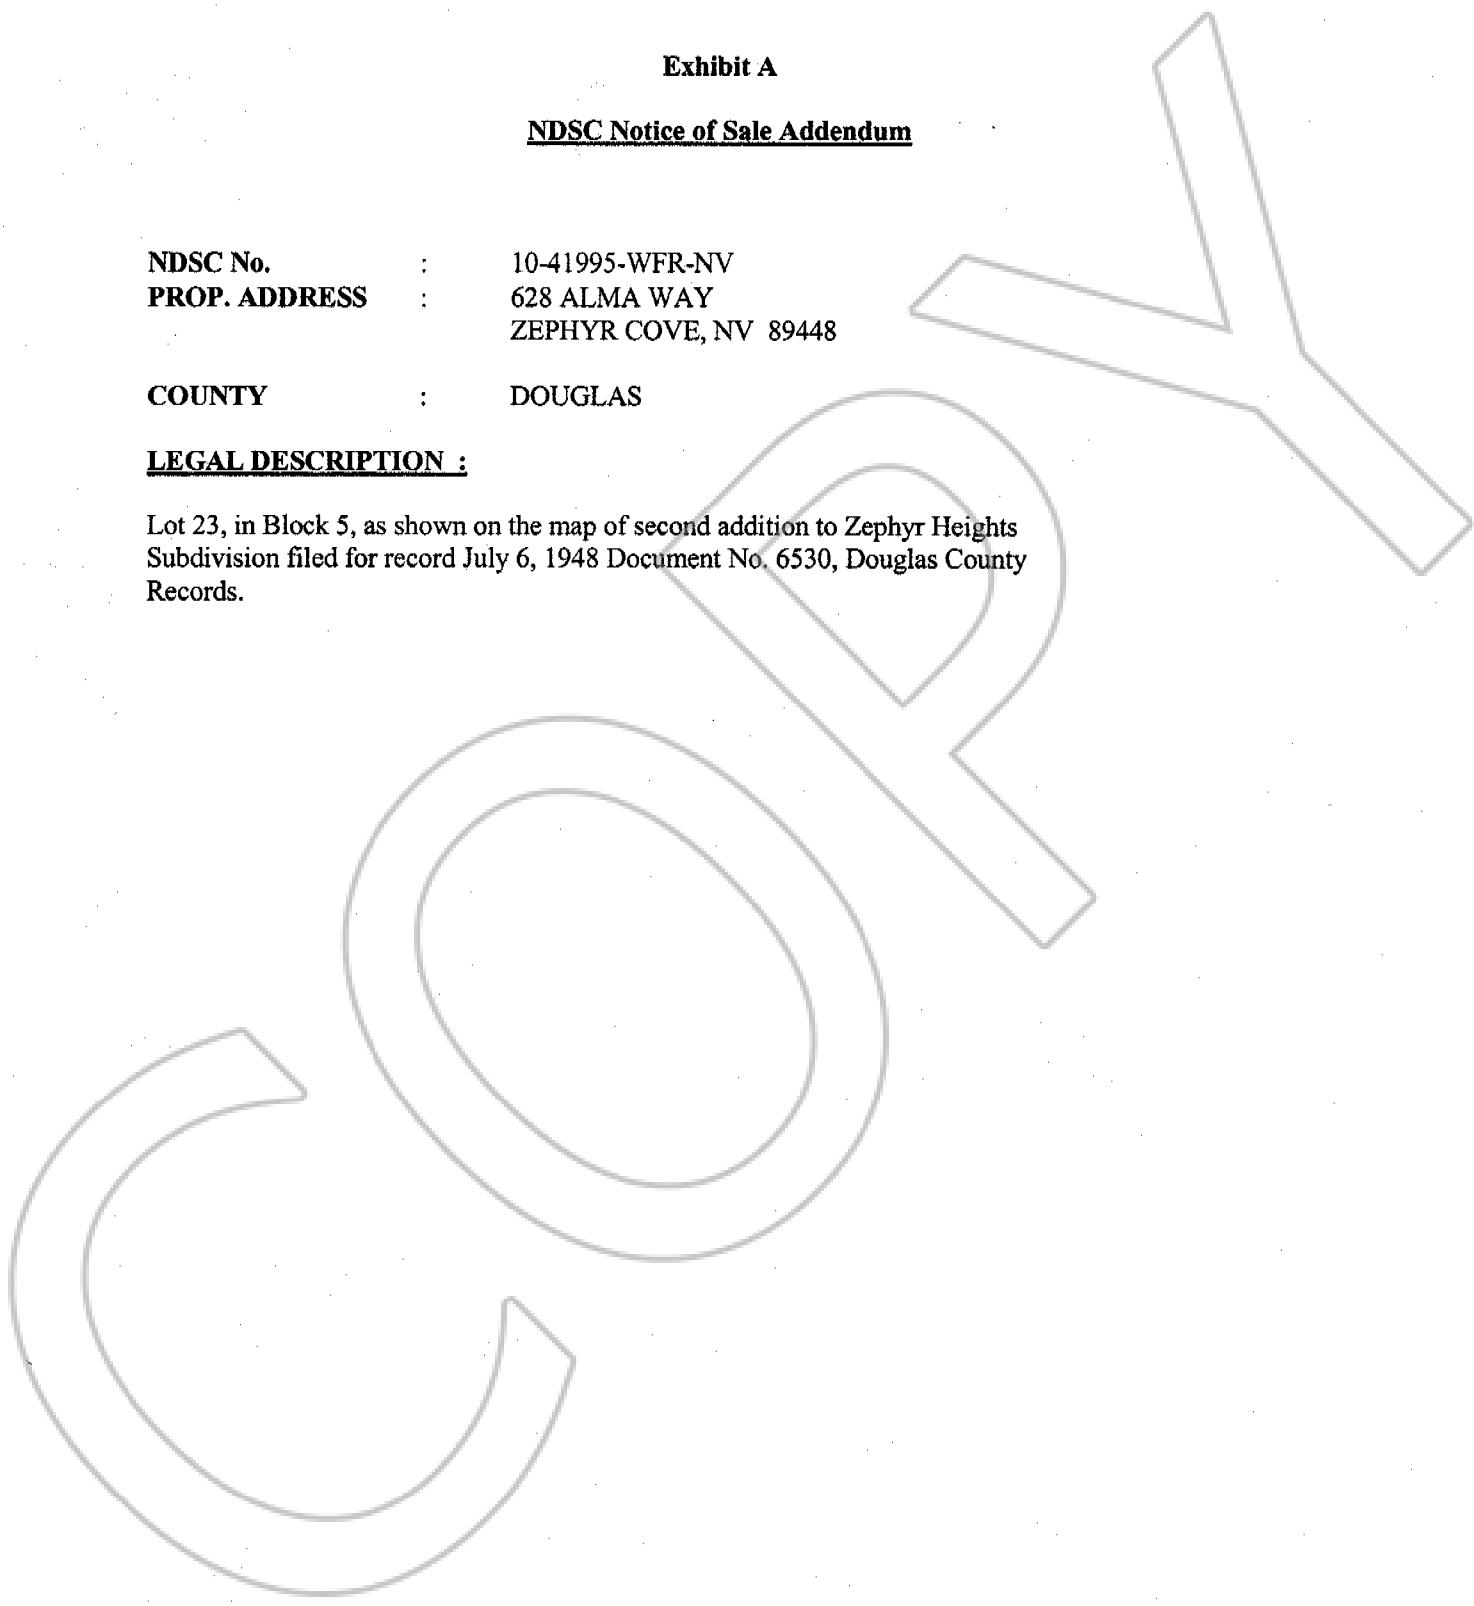 Exhibit A
NDSC Notice of Sale Addendum
NDSC No. : 10-41995-WFR-NV
PROP. ADDRESS : 628 ALMA WAY
ZEPHYR COVE, NV 89448
COUNTY : DOUGLAS
LEGAL DESCRIPTION :
Lot 23, in Block 5, as shown on the map of second addition to Zephyr Heights
Subdivision filed for record July 6, 1948 Document No. 6530, Douglas County
Records.
COPY